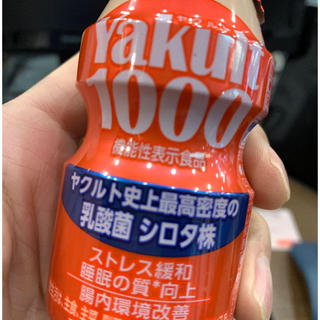 Yakult
1000
機能性表示食品
ヤクルト史上最高密度の
乳酸菌 シロタ株
ストレス緩和
睡眠の質*向上
腸内環境改善